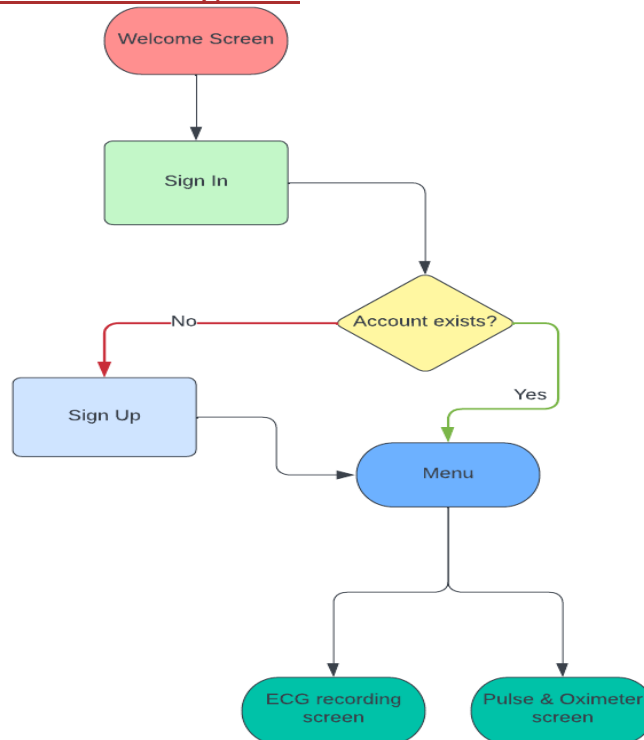 Welcome Screen
Sign In
Account exists?
No
Yes
Sign Up
Menu
ECG recording
screen
Pulse & Oximeter
screen